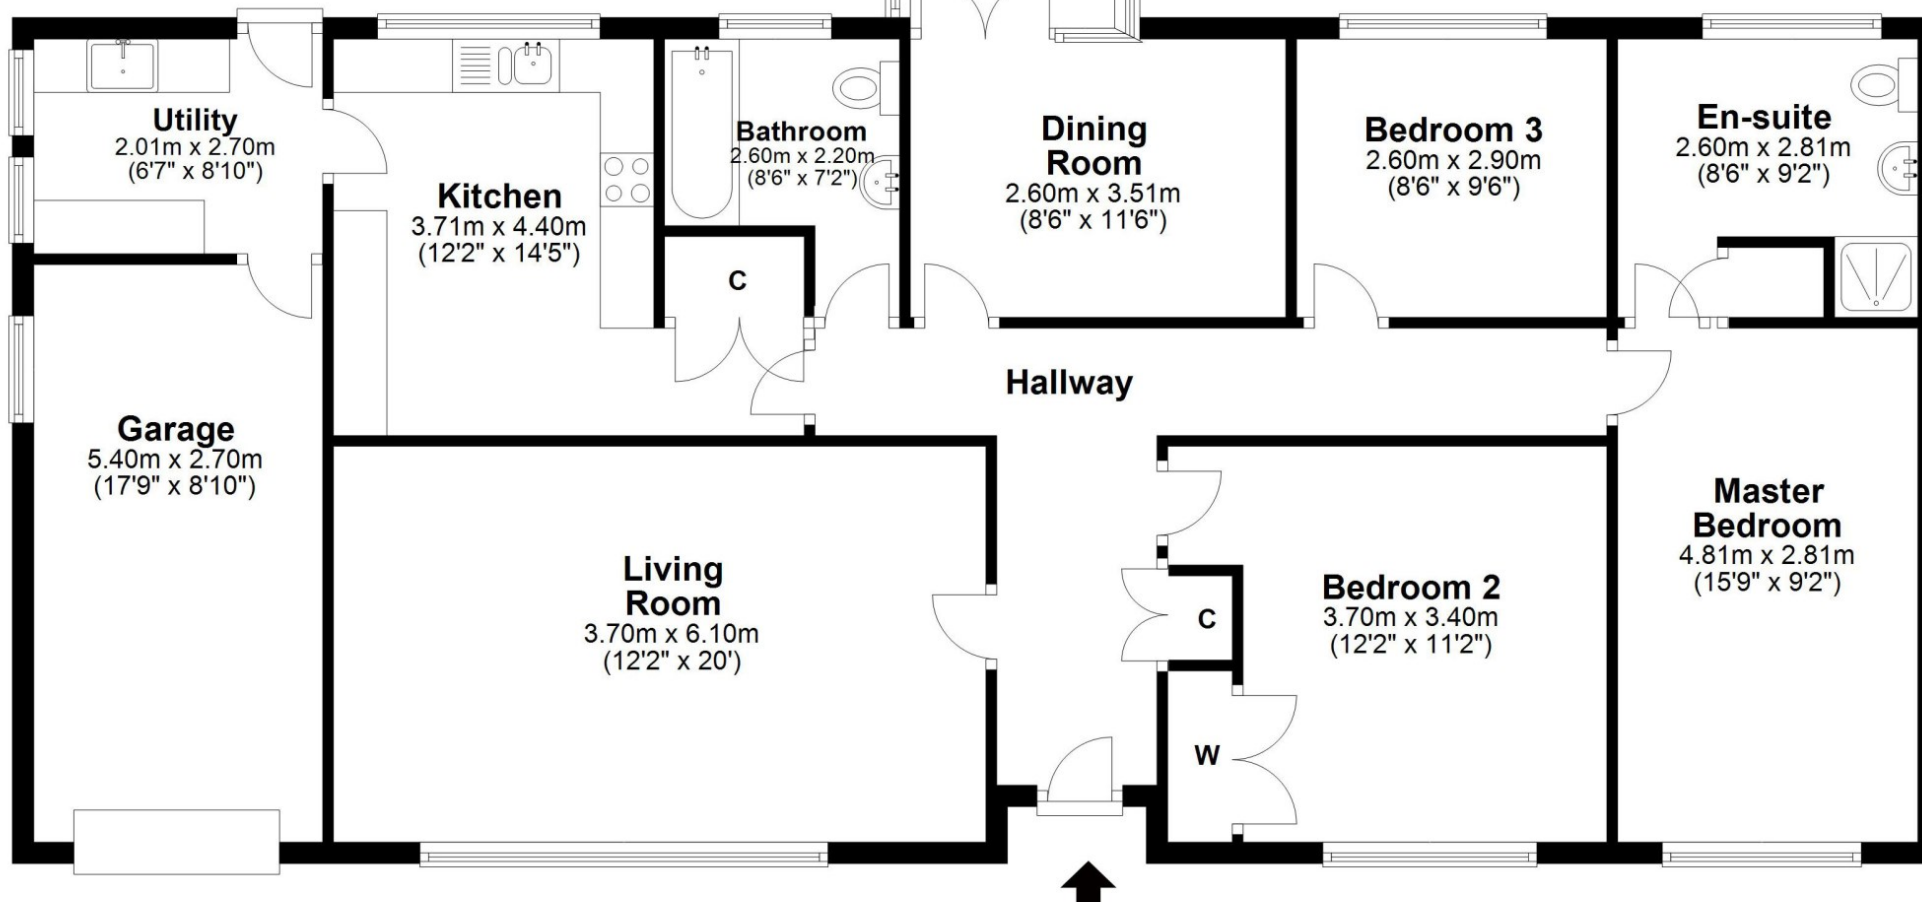 Utility
2.01m x 2.70m
(6'7" x 8'10")
Kitchen
3.71m x 4.40m
(12'2" x 14'5")
Bathroom
2.60m x 2.20m
(8'6" x 7'2")
C
Dining
Room
2.60m x 3.51m
(8'6" x 11'6")
Bedroom 3
2.60m x 2.90m
(8'6" x 9'6")
En-suite
2.60m x 2.81m
(8'6" x 9'2")
Hallway
Garage
5.40m x 2.70m
(17'9" x 8'10")
Living
Room
3.70m x 6.10m
(12'2" x 20')
C
W
Bedroom 2
3.70m x 3.40m
(12'2" x 11'2")
Master
Bedroom
4.81m x 2.81m
(15'9" x 9'2")